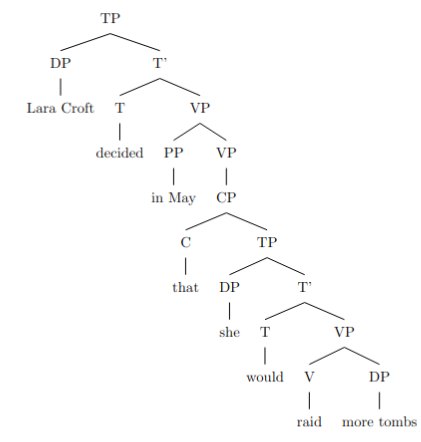 TP
DP T'
Lara Croft T VP
decided PP VP
in May CP
C TP
that DP T'
she T VP
would V DP
raid more tombs